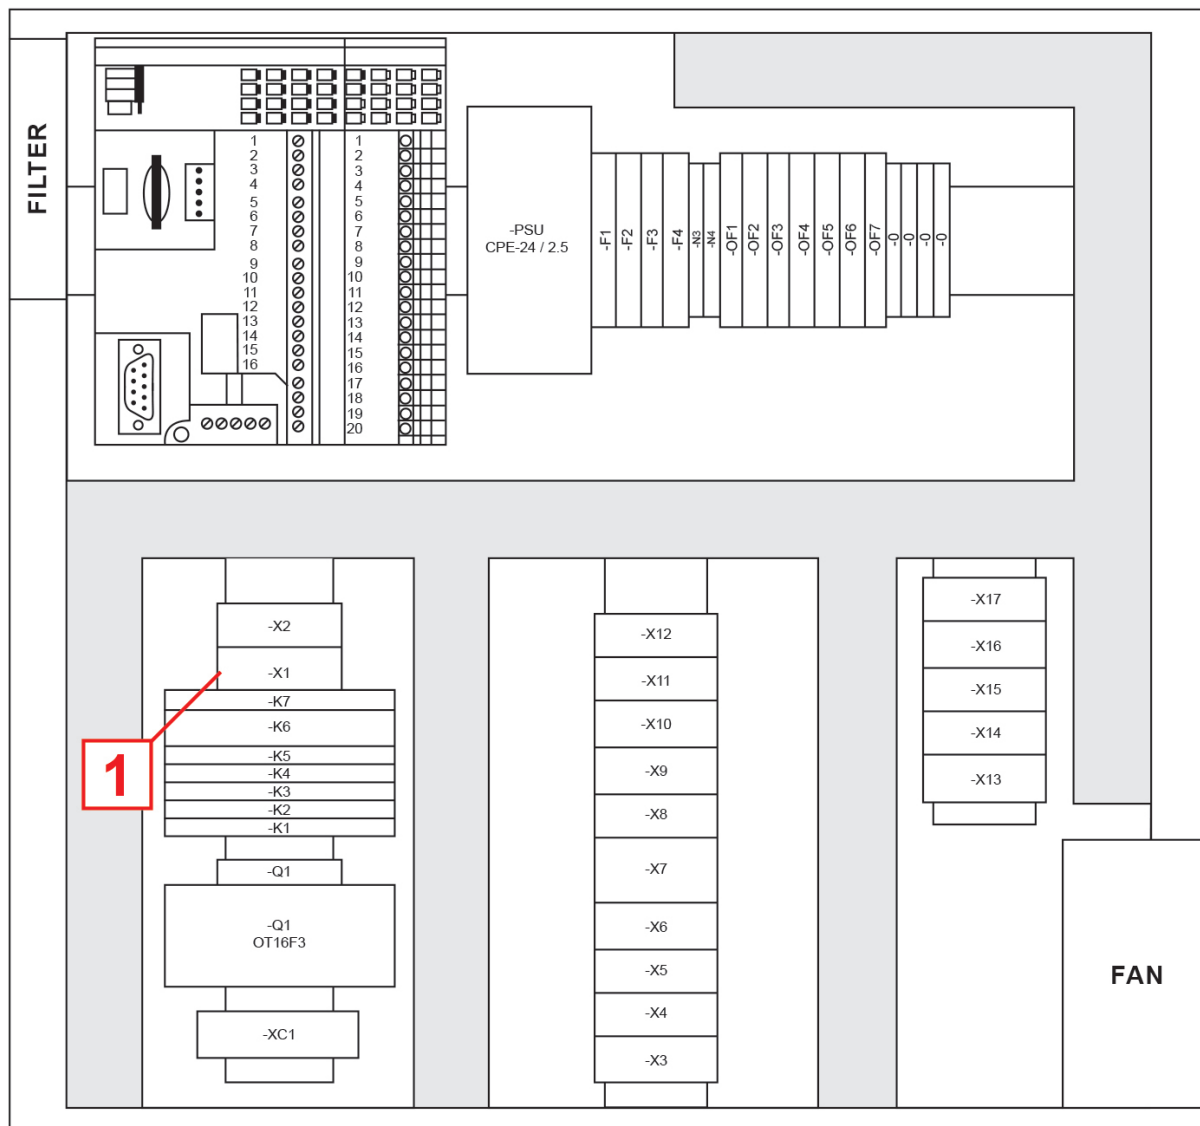 FILTER
1
2
3
4
5
6
7
8
9
10
11
12
13
14
15
16
1
2
3
4
5
6
7
8
9
10
11
12
13
14
15
16
17
18
19
20
-PSU
CPE-24 / 2.5
-F1
-F2
-F3
-F4
-N3
-N4
-OF1
-OF2
-OF3
-OF4
-OF5
-OF6
-OF7
-0
-0
-0
-0
-X2
-X1
-K7
-K6
-K5
-K4
-K3
-K2
-K1
-Q1
-Q1
OT16F3
-XC1
1
-X12
-X11
-X10
-X9
-X8
-X7
-X6
-X5
-X4
-X3
-X17
-X16
-X15
-X14
-X13
FAN